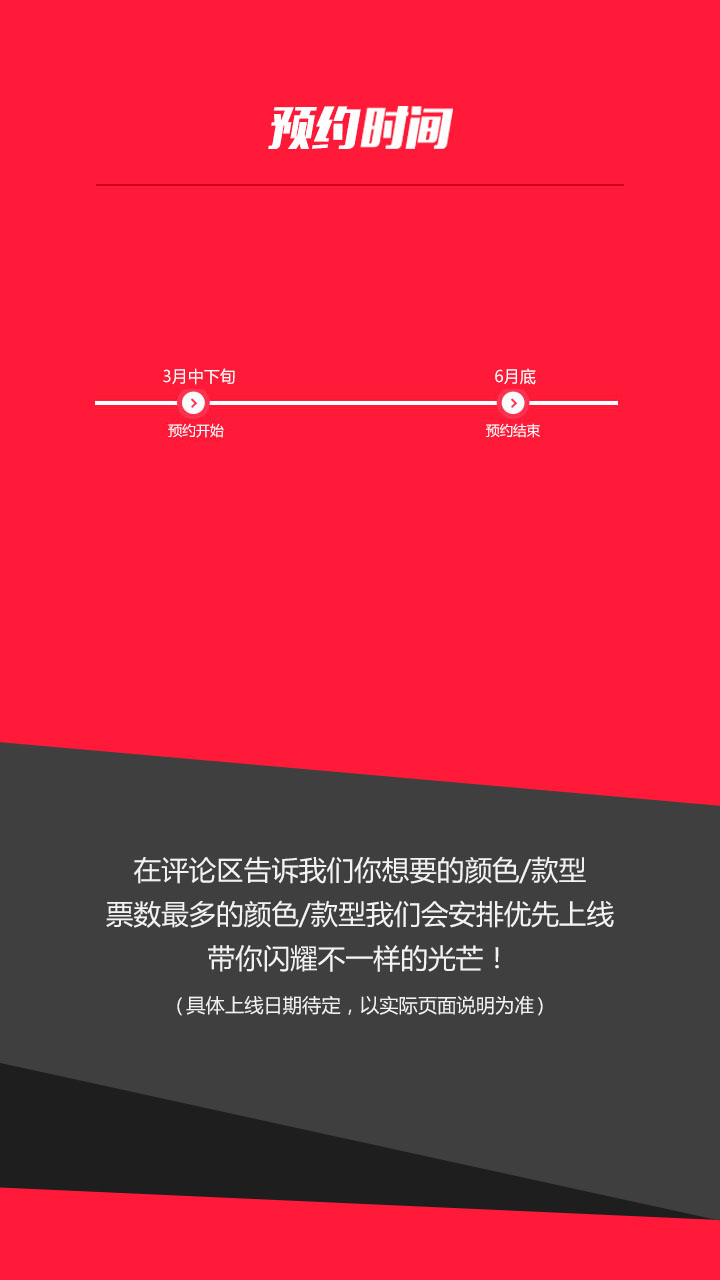 预约时间
3月中下旬
6月底
预约开始
预约结束
在评论区告诉我们你想要的颜色/款型
票数最多的颜色/款型我们会安排优先上线
带你闪耀不一样的光芒！
（具体上线日期待定，以实际页面说明为准）